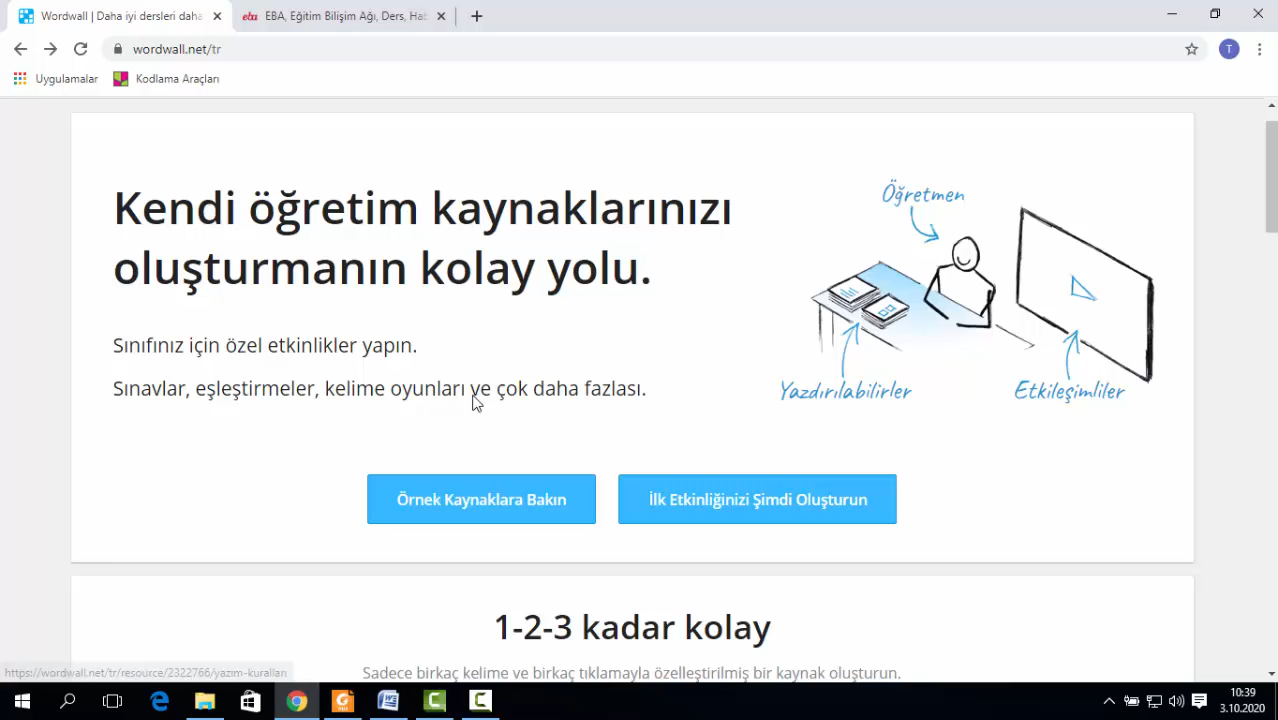 Wordwall | Daha iyi dersleri daha
EBA, Eğitim Bilişim Ağı, Ders, Hab
wordwall.net/tr
T
Uygulamalar
Kodlama Araçları
Kendi öğretim kaynaklarınızı
oluşturmanın kolay yolu.
Sınıfınız için özel etkinlikler yapın.
Sınavlar, eşleştirmeler, kelime oyunları ve çok daha fazlası.
Öğretmen
Yazdırılabilirler
Etkileşimliler
Örnek Kaynaklara Bakın
İlk Etkinliğinizi Şimdi Oluşturun
1-2-3 kadar kolay
Sadece birkaç kelime ve birkaç tıklamayla özelleştirilmiş bir kaynak oluşturun.
https://wordwall.net/tr/resource/2322766/yazım-kuralları
10:39
3.10.2020